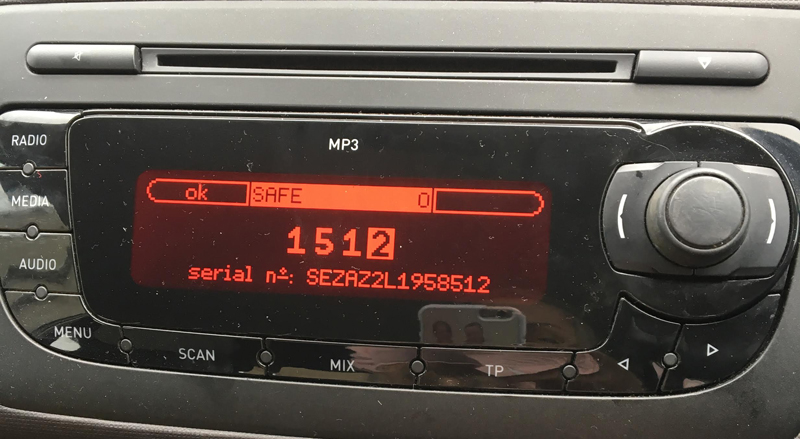 MP3
RADIO
MEDIA
AUDIO
MENU
SCAN
MIX
TP
ok SAFE 0
1512
serial nº: SEZAZ2L1958512